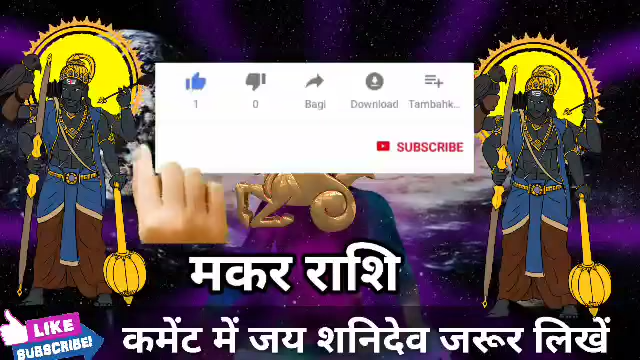 1 0 Bagi Download Tambahk...
SUBSCRIBE
मकर राशि
LIKE
SUBSCRIBE!
कमेंट में जय शनिदेव जरूर लिखें